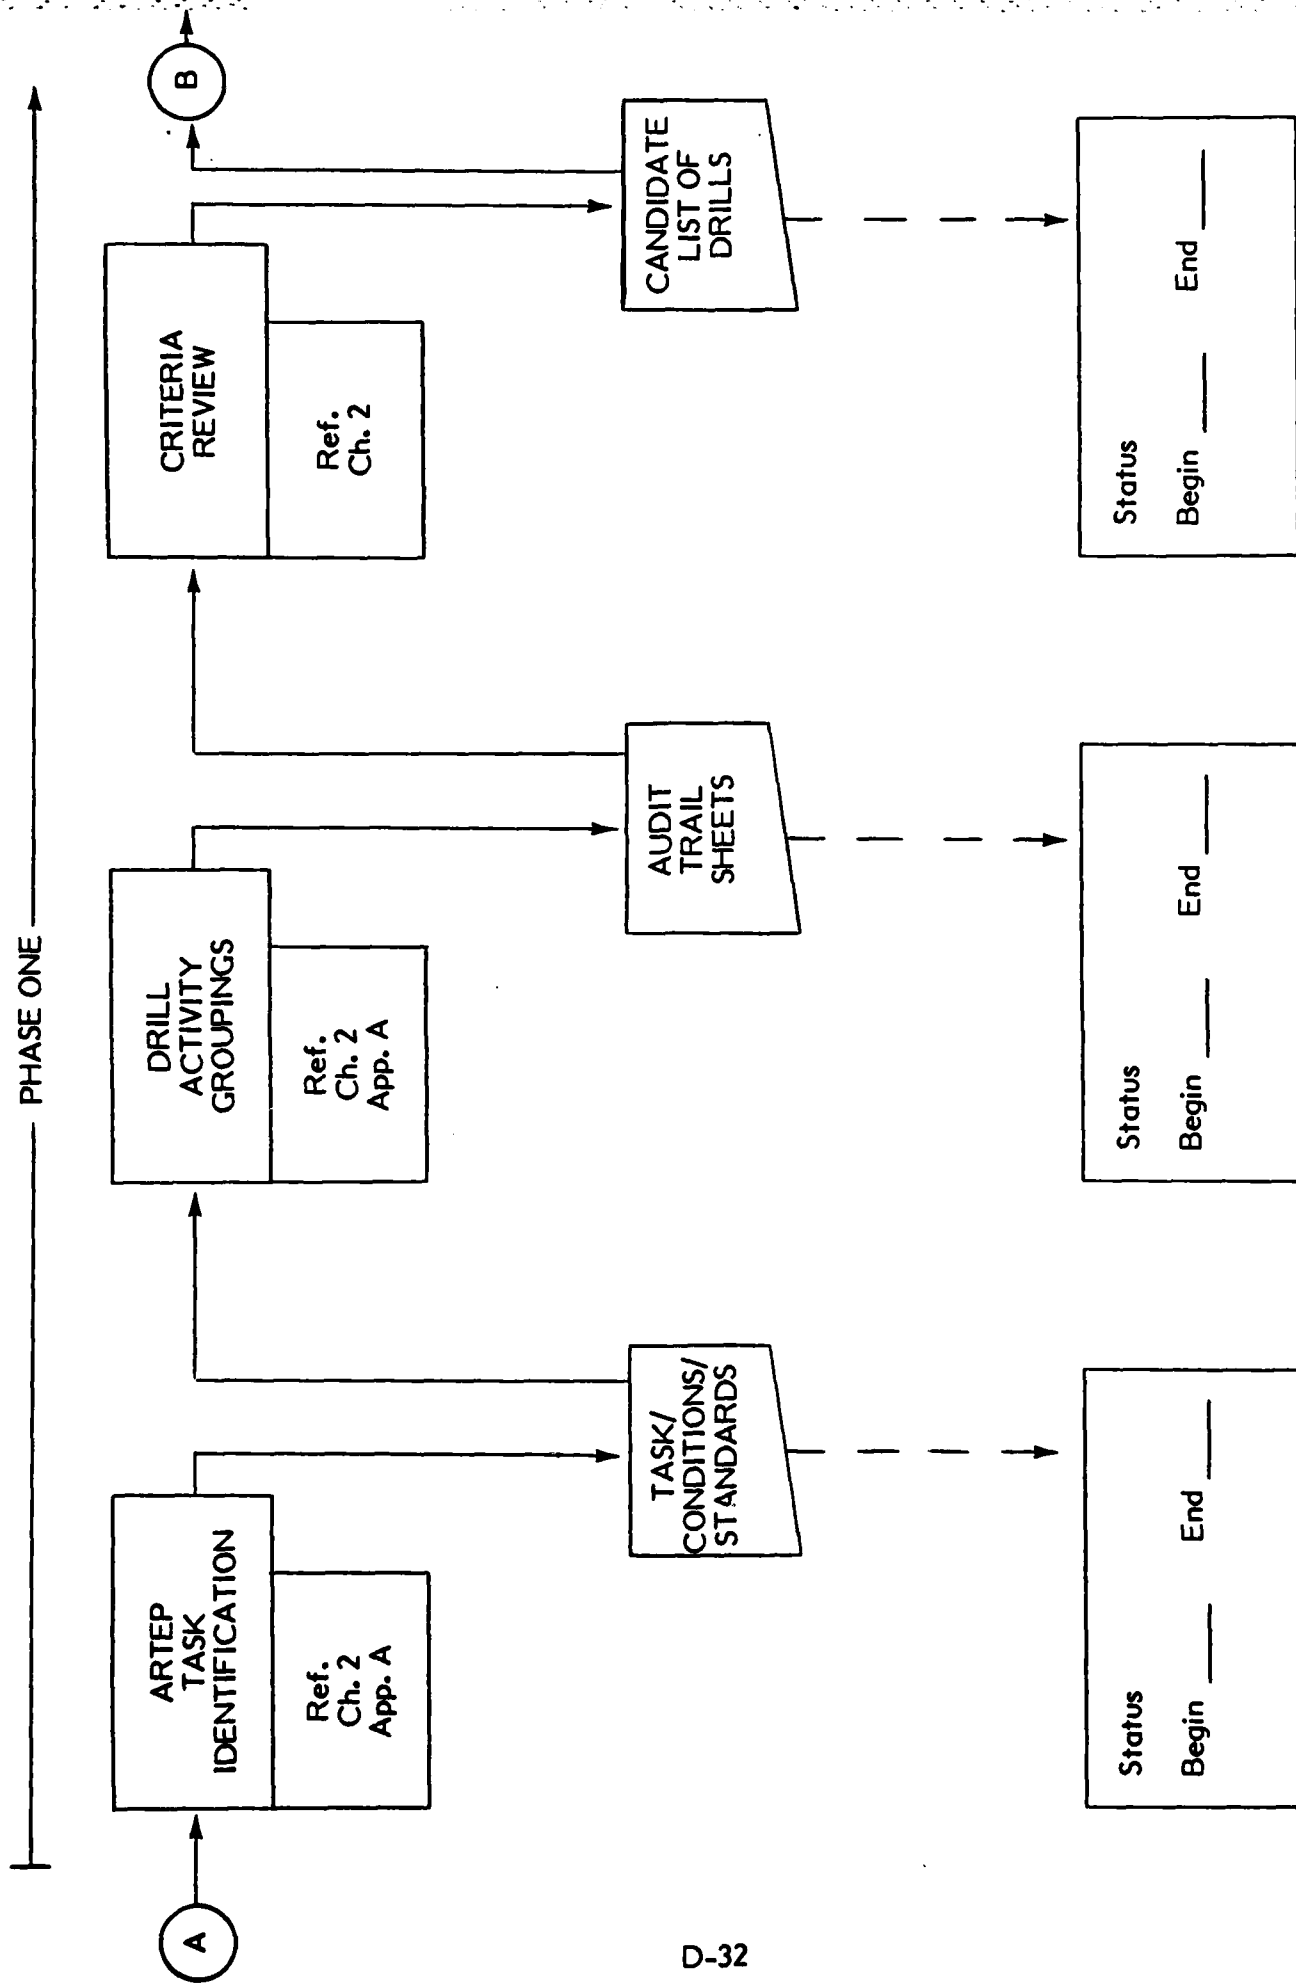 PHASE ONE
A
ARTEP
TASK
IDENTIFICATION
Ref.
Ch. 2
App. A
TASK/
CONDITIONS/
STANDARDS
Status
Begin
End
DRILL
ACTIVITY
GROUPINGS
Ref.
Ch. 2
App. A
AUDIT
TRAIL
SHEETS
Status
Begin
End
CRITERIA
REVIEW
Ref.
Ch. 2
CANDIDATE
LIST OF
DRILLS
Status
Begin
End
B
D-32